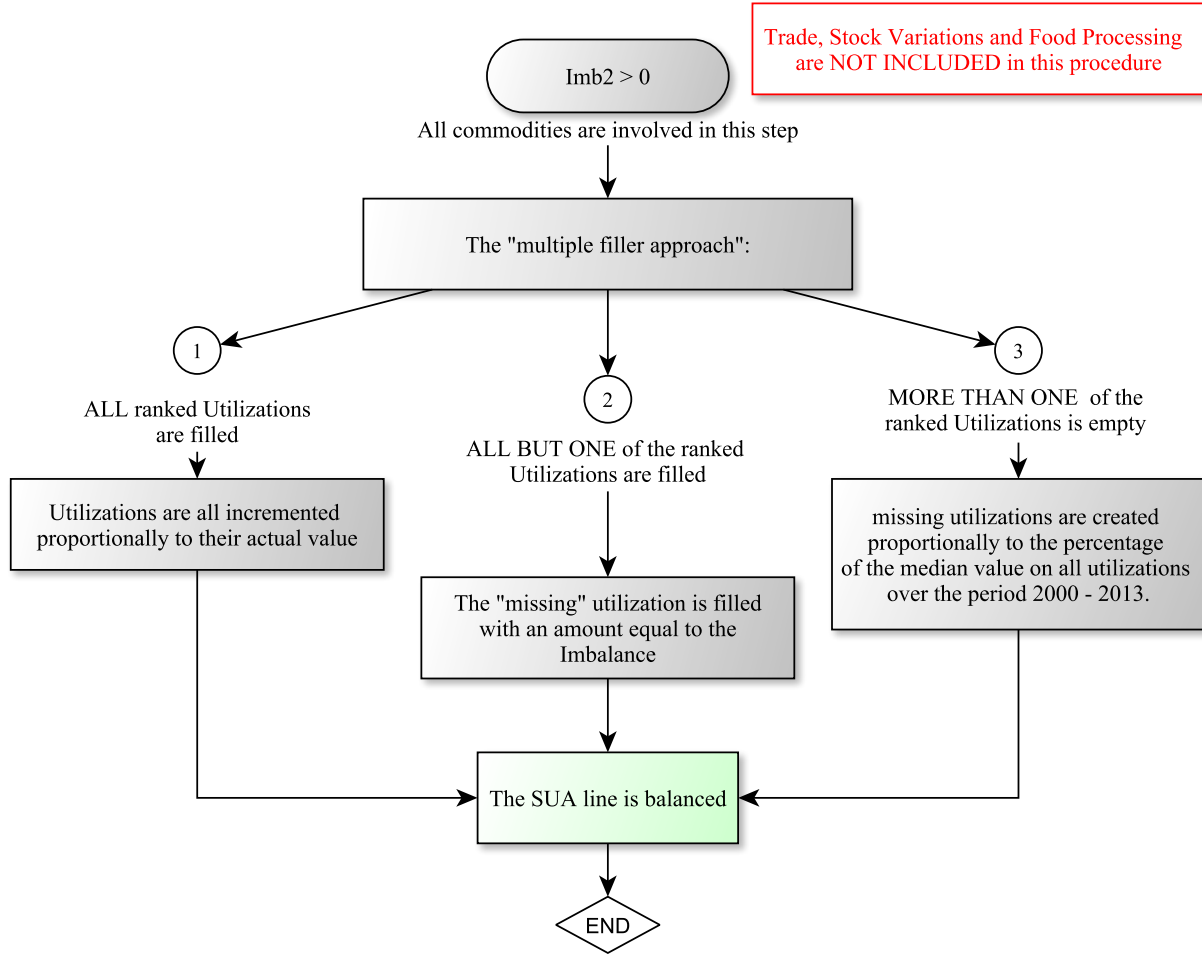 Trade, Stock Variations and Food Processing
are NOT INCLUDED in this procedure
Imb2 > 0
All commodities are involved in this step
The "multiple filler approach":
1
ALL ranked Utilizations
are filled
Utilizations are all incremented
proportionally to their actual value
2
ALL BUT ONE of the ranked
Utilizations are filled
The "missing" utilization is filled
with an amount equal to the
Imbalance
3
MORE THAN ONE of the
ranked Utilizations is empty
missing utilizations are created
proportionally to the percentage
of the median value on all utilizations
over the period 2000 - 2013.
The SUA line is balanced
END